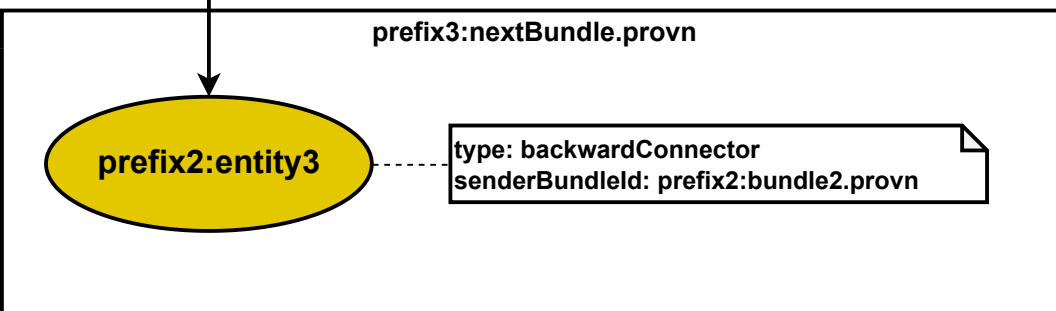 prefix3:nextBundle.provn
prefix2:entity3
type: backwardConnector
senderBundleId: prefix2:bundle2.provn